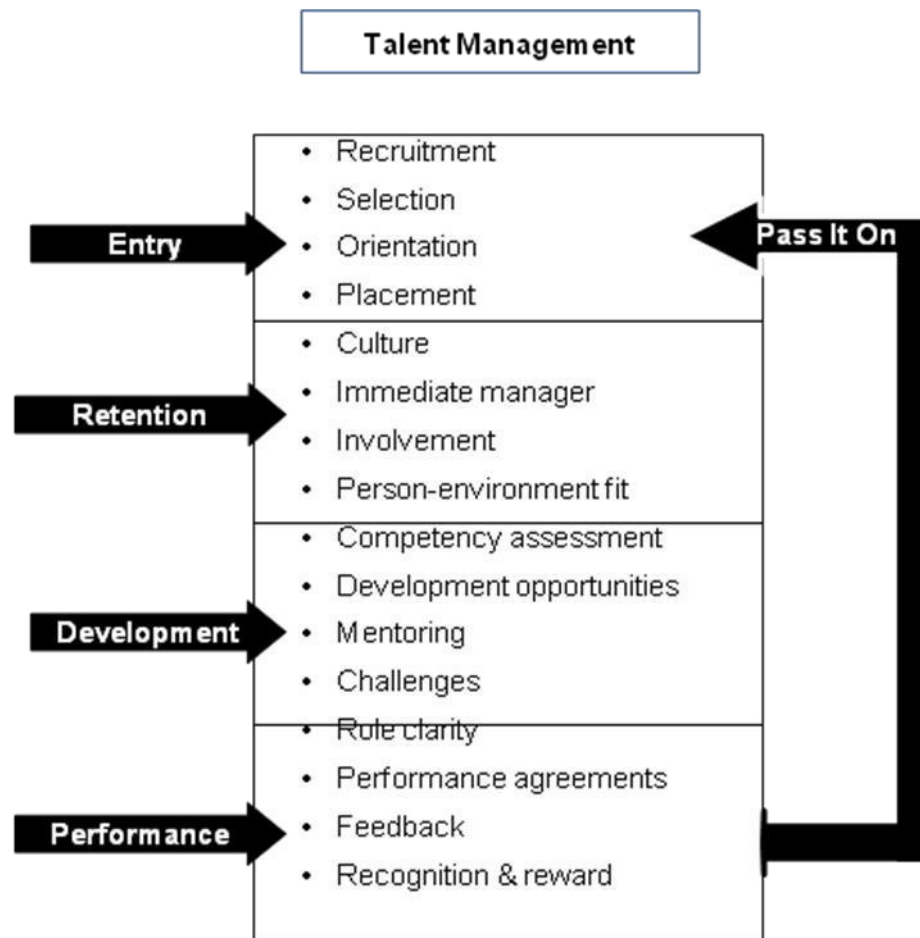 Talent Management
• Recruitment
• Selection
Pass It On
Entry
• Orientation
• Placement
• Culture
• Immediate manager
Retention
• Involvement
• Person-environment fit
• Competency assessment
• Development opportunities
Development
• Mentoring
• Challenges
• Role clarity
• Performance agreements
Performance
• Feedback
• Recognition & reward